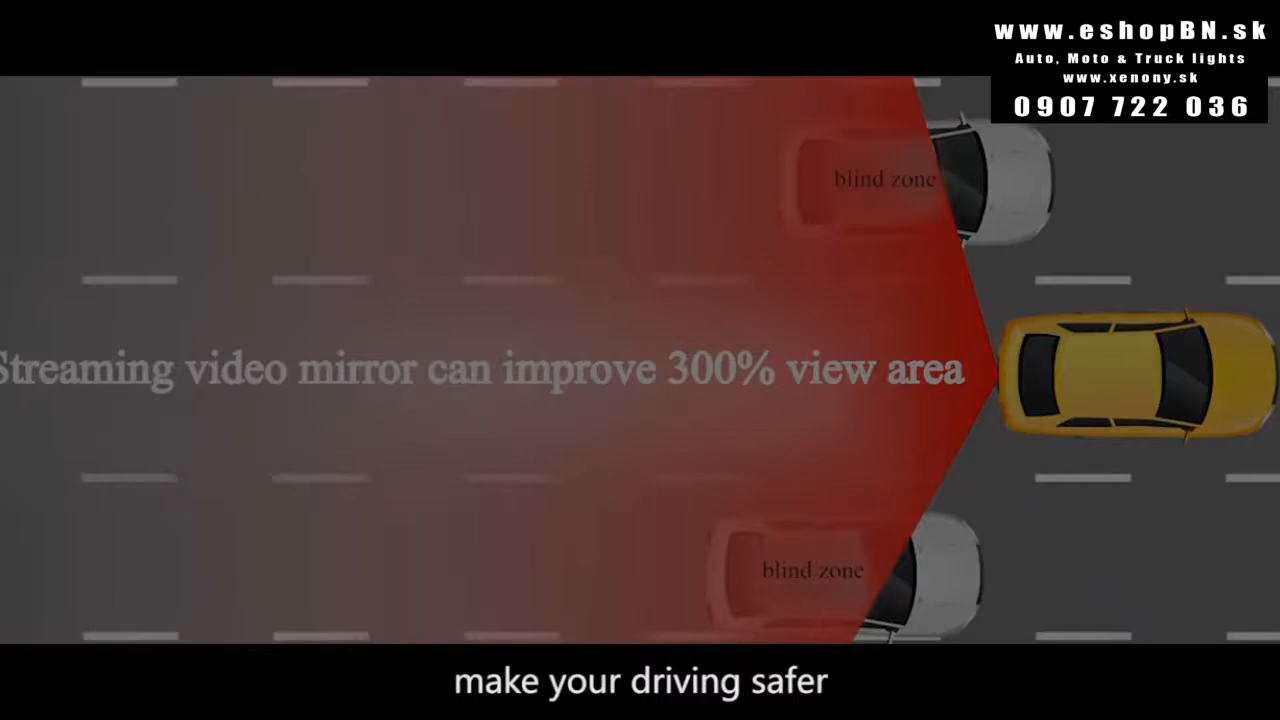 www.eshopBN.sk
Auto, Moto & Truck lights
www.xenony.sk
0907 722 036
blind zone
Streaming video mirror can improve 300% view area
blind zone
make your driving safer